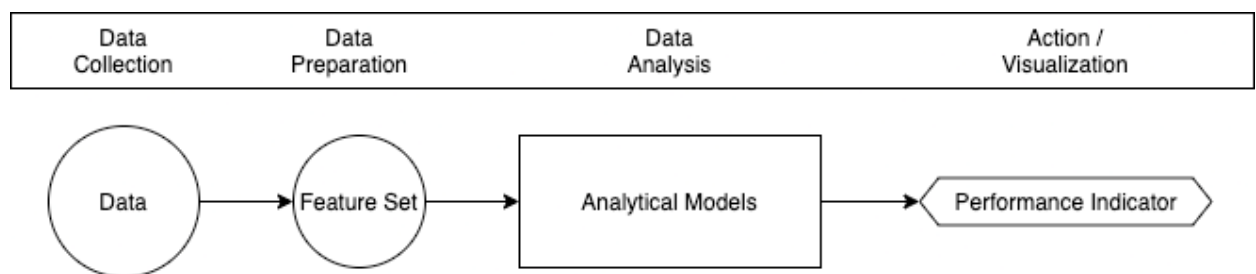 Data
Collection
Data
Preparation
Data
Analysis
Action /
Visualization
Data
Feature Set
Analytical Models
Performance Indicator